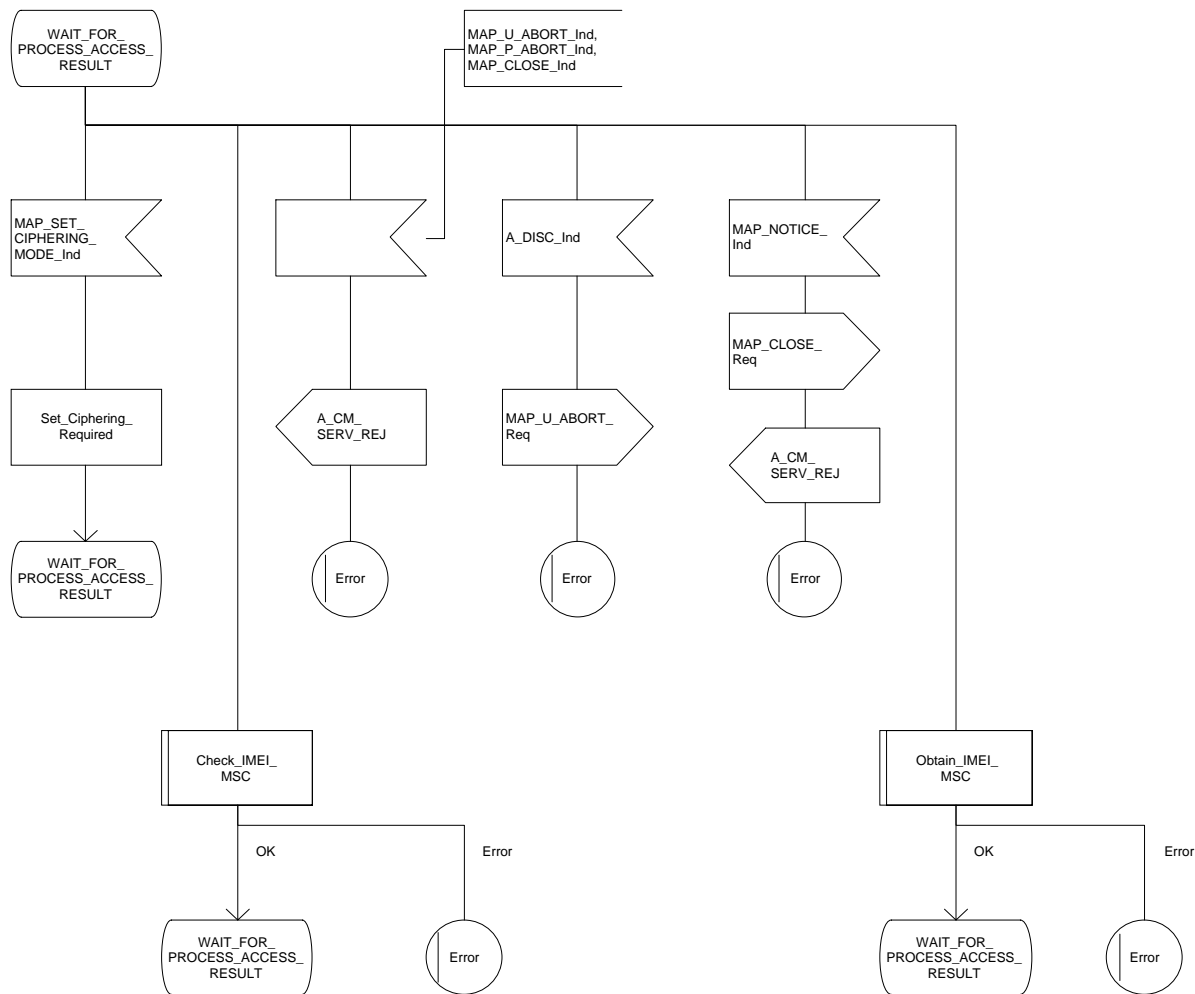 WAIT_FOR_
PROCESS_ACCESS_
RESULT
MAP_U_ABORT_Ind,
MAP_P_ABORT_Ind,
MAP_CLOSE_Ind
MAP_SET_
CIPHERING_
MODE_Ind
A_DISC_Ind
MAP_NOTICE_
Ind
MAP_CLOSE_
Req
Set_Ciphering_
Required
A_CM_
SERV_REJ
MAP_U_ABORT_
Req
A_CM_
SERV_REJ
WAIT_FOR_
PROCESS_ACCESS_
RESULT
Error
Error
Error
Check_IMEI_
MSC
Obtain_IMEI_
MSC
OK
Error
OK
Error
WAIT_FOR_
PROCESS_ACCESS_
RESULT
Error
WAIT_FOR_
PROCESS_ACCESS_
RESULT
Error